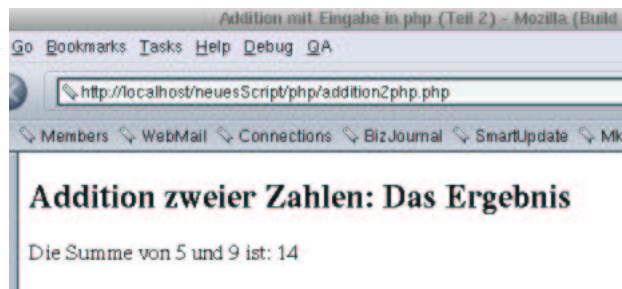 Addition mit Eingabe in php (Teil 2) - Mozilla (Build
Go Bookmarks Tasks Help Debug QA
http://localhost/neuesScript/php/addition2php.php
Members WebMail Connections BizJournal SmartUpdate Mk
Addition zweier Zahlen: Das Ergebnis
Die Summe von 5 und 9 ist: 14